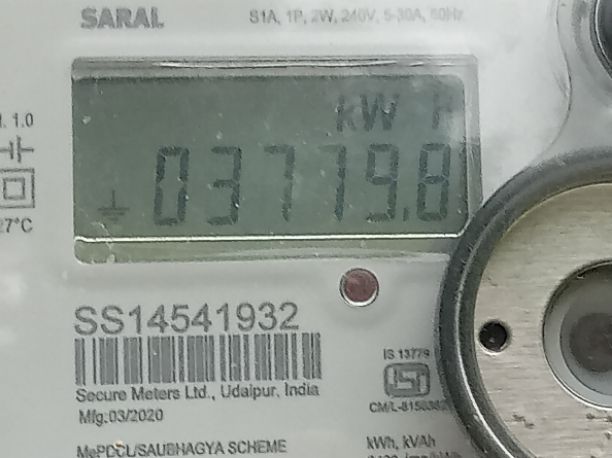 SARAL
S1A, 1P, 2W, 240V, 5-30A, 50Hz
1.0
kW h
27°C
03779.8
SS14541932
Secure Meters Ltd., Udaipur, India
Mfg:03/2020
IS 13779
ISI
MePDCL/SAUBHAGYA SCHEME
kWh, kVAh